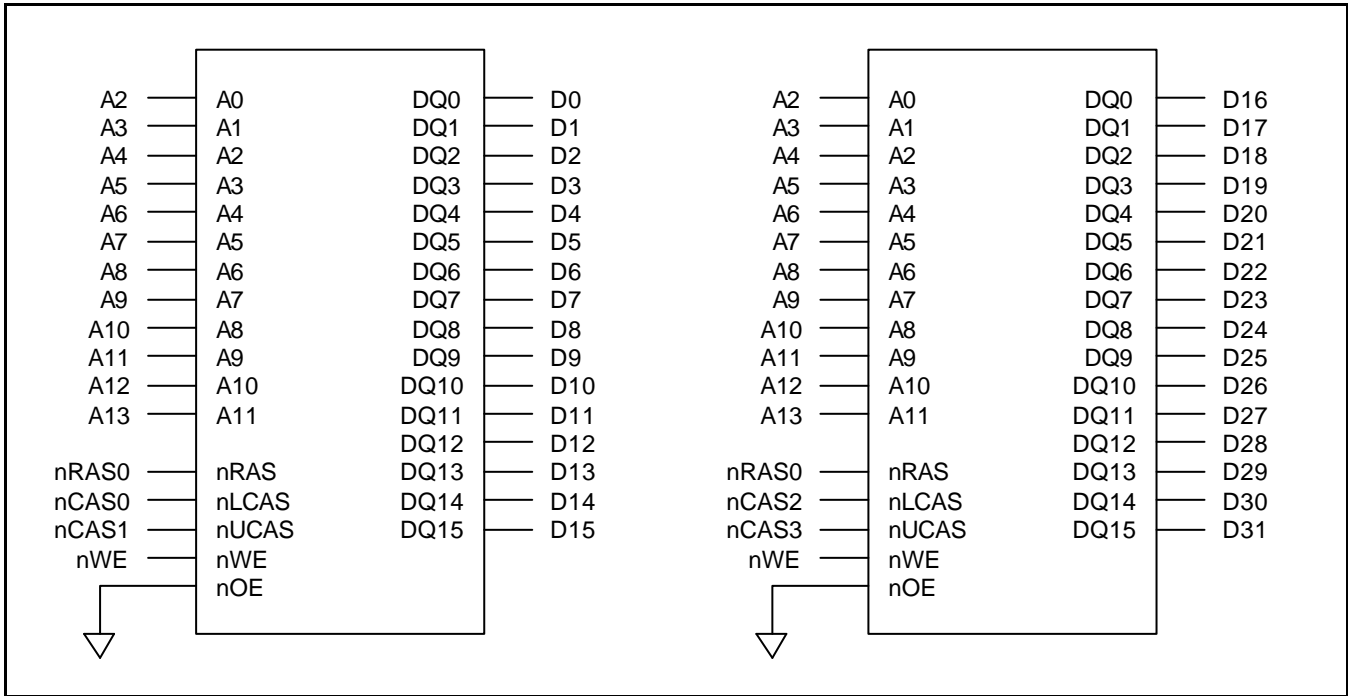 A2 A0 DQ0 D0 A2 A0 DQ0 D16
A3 A1 DQ1 D1 A3 A1 DQ1 D17
A4 A2 DQ2 D2 A4 A2 DQ2 D18
A5 A3 DQ3 D3 A5 A3 DQ3 D19
A6 A4 DQ4 D4 A6 A4 DQ4 D20
A7 A5 DQ5 D5 A7 A5 DQ5 D21
A8 A6 DQ6 D6 A8 A6 DQ6 D22
A9 A7 DQ7 D7 A9 A7 DQ7 D23
A10 A8 DQ8 D8 A10 A8 DQ8 D24
A11 A9 DQ9 D9 A11 A9 DQ9 D25
A12 A10 DQ10 D10 A12 A10 DQ10 D26
A13 A11 DQ11 D11 A13 A11 DQ11 D27
DQ12 D12 DQ12 D28
nRAS0 nRAS DQ13 D13 nRAS0 nRAS DQ13 D29
nCAS0 nLCAS DQ14 D14 nCAS2 nLCAS DQ14 D30
nCAS1 nUCAS DQ15 D15 nCAS3 nUCAS DQ15 D31
nWE nWE nWE nWE
nOE nOE